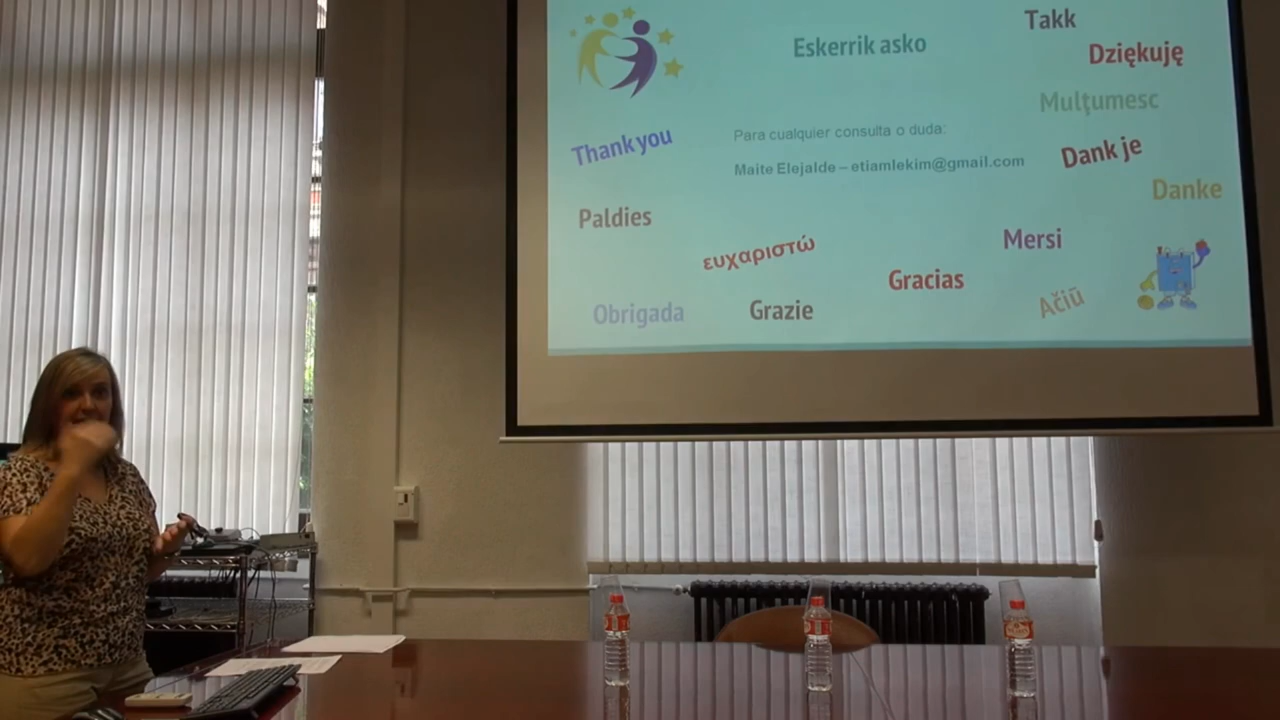 Takk
Eskerrik asko
Dziękuję
Mulţumesc
Thank you
Para cualquier consulta o duda:
Dank je
Maite Elejalde – etiamlekim@gmail.com
Danke
Paldies
Mersi
ευχαριστώ
Gracias
Ačiū
Obrigada
Grazie